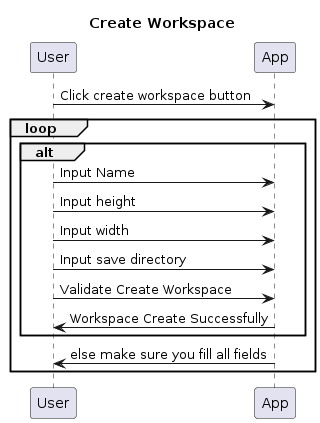 Create Workspace
User App
Click create workspace button
loop
alt
Input Name
Input height
Input width
Input save directory
Validate Create Workspace
Workspace Create Successfully
else make sure you fill all fields
User App